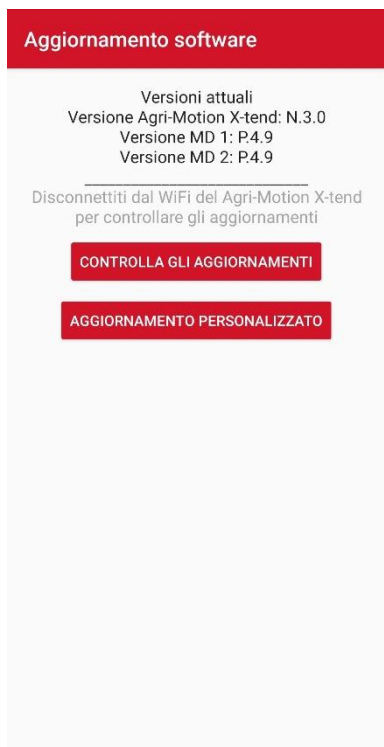 Aggiornamento software
Versioni attuali
Versione Agri-Motion X-tend: N.3.0
Versione MD 1: P.4.9
Versione MD 2: P.4.9
Disconnettiti dal WiFi del Agri-Motion X-tend
per controllare gli aggiornamenti
CONTROLLA GLI AGGIORNAMENTI
AGGIORNAMENTO PERSONALIZZATO